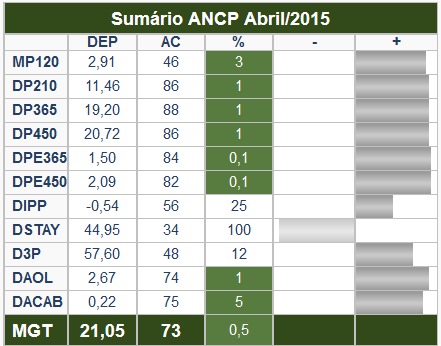 Sumário ANCP Abril/2015
DEP AC % - +
MP120 2,91 46 3
DP210 11,46 86 1
DP365 19,20 88 1
DP450 20,72 86 1
DPE365 1,50 84 0,1
DPE450 2,09 82 0,1
DIPP -0,54 56 25
DSTAY 44,95 34 100
D3P 57,60 48 12
DAOL 2,67 74 1
DACAB 0,22 75 5
MGT 21,05 73 0,5